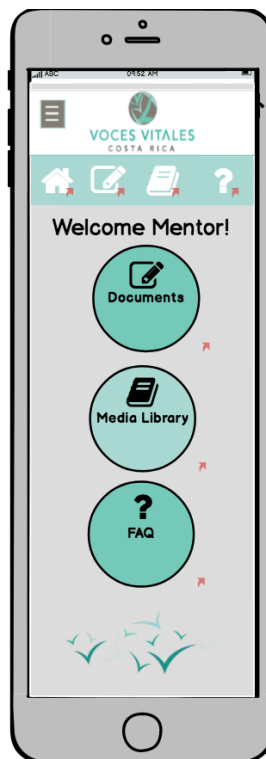 ABC 09:52 AM
VOCES VITALES
COSTA RICA
?
Welcome Mentor!
Documents
Media Library
?
FAQ